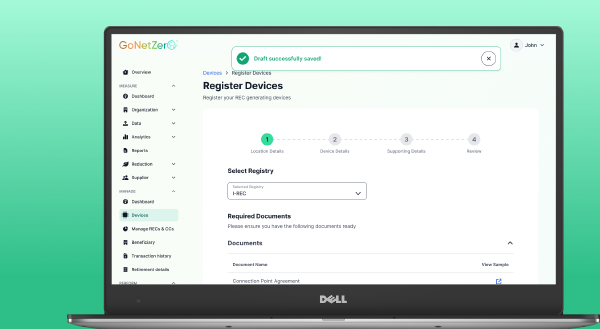 GoNetZero
John
Draft successfully saved!
Overview
Devices > Register Devices
MEASURE
Register Devices
Dashboard
Register your REC generating devices
Organization
Data
Analytics
Reports
Reduction
Supplier
1
2
3
4
Location Details
Device Details
Supporting Details
Review
Select Registry
Selected Registry
I-REC
MANAGE
Dashboard
Devices
Manage RECs & CCs
Beneficiary
Transaction history
Retirement details
PERFORM
Required Documents
Please ensure you have the following documents ready
Documents
Document Name
View Sample
Connection Point Agreement
DELL